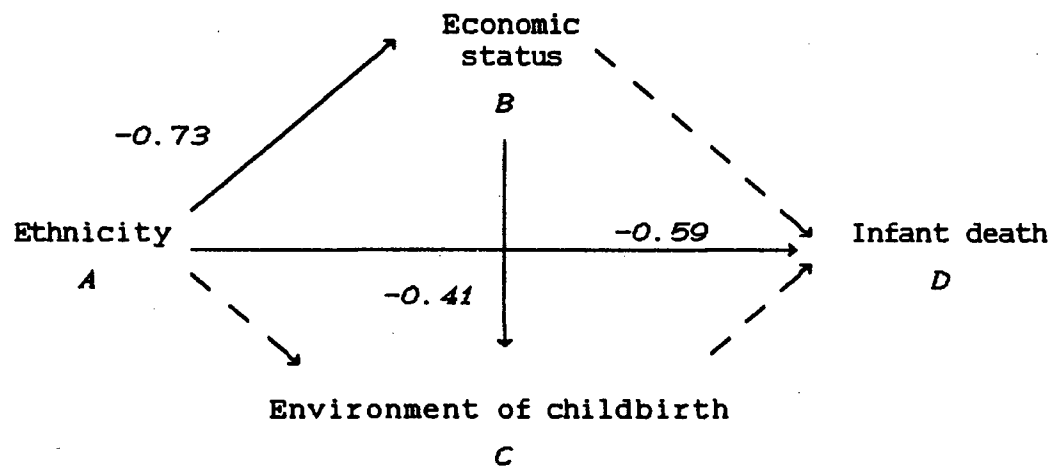 Economic
status
B
-0.73
Ethnicity
A
-0.59
Infant death
D
-0.41
Environment of childbirth
C